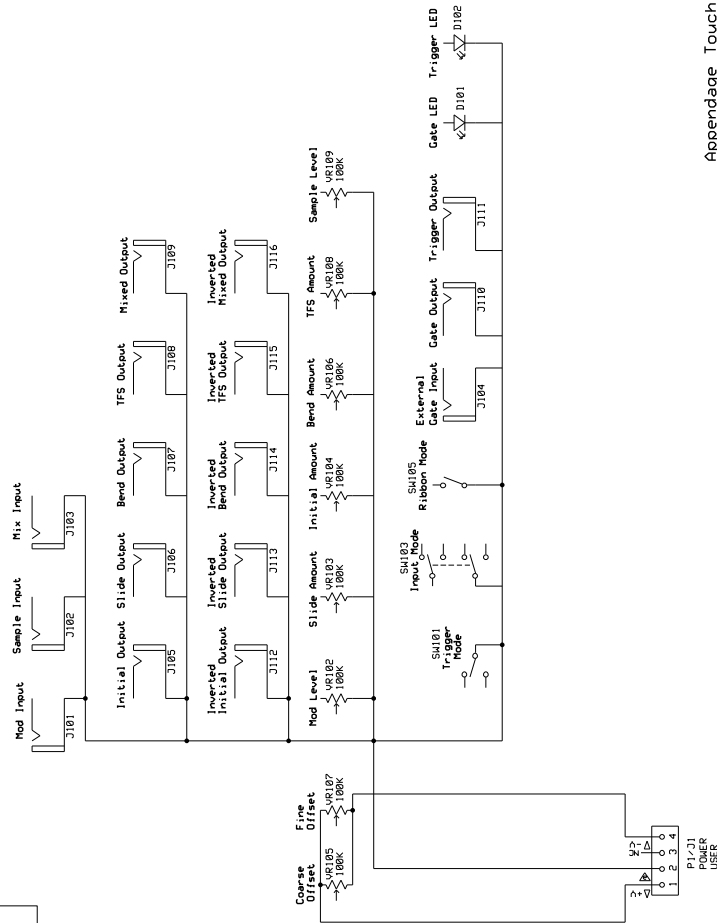 Mod Input
J101
Sample Input
J102
Mix Input
J103
Initial Output
J105
Slide Output
J106
Bend Output
J107
TFS Output
J108
Mixed Output
J109
Inverted
Initial Output
J112
Inverted
Slide Output
J113
Inverted
Bend Output
J114
Inverted
TFS Output
J115
Inverted
Mixed Output
J116
Mod Level
VR102
100K
Slide Amount
VR103
100K
Initial Amount
VR104
100K
Bend Amount
VR106
100K
TFS Amount
VR108
100K
Sample Level
VR109
100K
Coarse
Offset
VR105
100K
Fine
Offset
VR107
100K
SW101
Trigger
Mode
SW103
Input Mode
SW105
Ribbon Mode
External
Gate Input
J104
Gate Output
J110
Trigger Output
J111
Gate LED
D101
Trigger LED
D102
V+
V-
1 2 3 4
P1/J1
POWER
USER
Appendage Touch